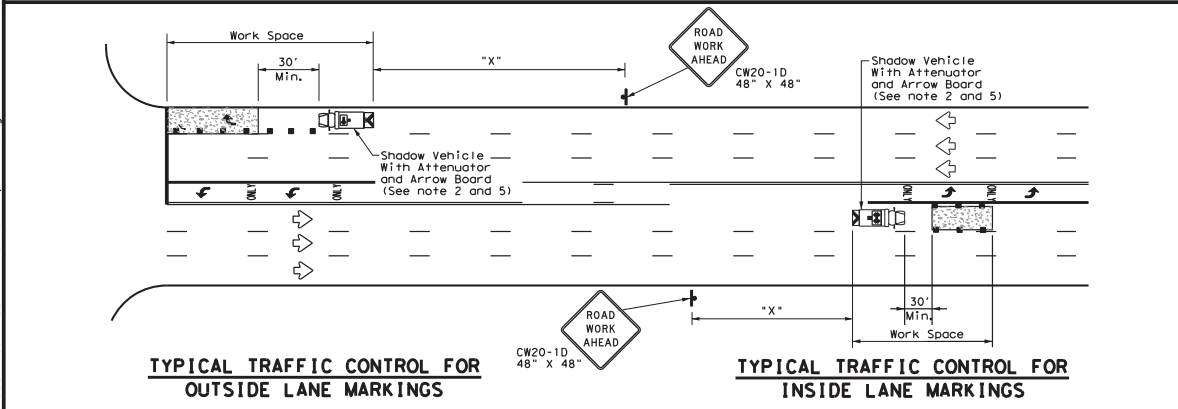 Work Space
30'
Min.
"X"
ROAD
WORK
AHEAD
CW20-1D
48" X 48"
Shadow Vehicle
With Attenuator
and Arrow Board
(See note 2 and 5)
Shadow Vehicle
With Attenuator
and Arrow Board
(See note 2 and 5)
ONLY
ONLY
ONLY
ONLY
ROAD
WORK
AHEAD
CW20-1D
48" X 48"
"X"
30'
Min.
Work Space
TYPICAL TRAFFIC CONTROL FOR
OUTSIDE LANE MARKINGS
TYPICAL TRAFFIC CONTROL FOR
INSIDE LANE MARKINGS